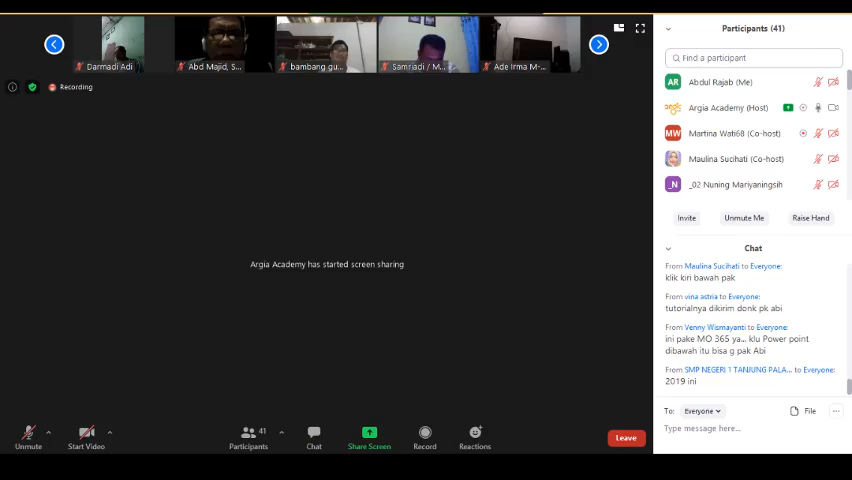 Darmadi Adi
Abd Majid, S...
bambang gu...
Samriadi / M...
Ade Irma M-...
Recording
Argia Academy has started screen sharing
Unmute
Start Video
41
Participants
Chat
Share Screen
Record
Reactions
Leave
Participants (41)
Find a participant
AR
Abdul Rajab (Me)
Argia Academy (Host)
MW
Martina Wati68 (Co-host)
Maulina Sucihati (Co-host)
_N
_02 Nuning Mariyaningsih
Invite
Unmute Me
Raise Hand
Chat
From Maulina Sucihati to Everyone:
klik kiri bawah pak
From vina astria to Everyone:
tutorialnya dikirim donk pk abi
From Venny Wismayanti to Everyone:
ini pake MO 365 ya... klu Power point
dibawah itu bisa g pak Abi
From SMP NEGERI 1 TANJUNG PALA... to Everyone:
2019 ini
To: Everyone
File
...
Type message here...